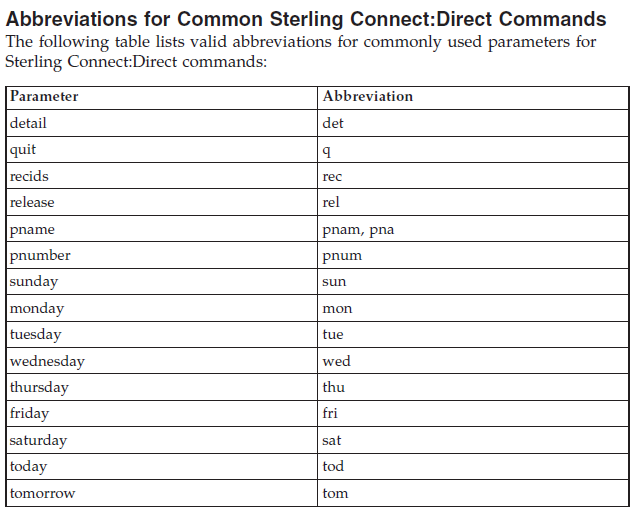 Abbreviations for Common Sterling Connect:Direct Commands
The following table lists valid abbreviations for commonly used parameters for
Sterling Connect:Direct commands:
Parameter Abbreviation
detail det
quit q
recids rec
release rel
pname pnam, pna
pnumber pnum
sunday sun
monday mon
tuesday tue
wednesday wed
thursday thu
friday fri
saturday sat
today tod
tomorrow tom